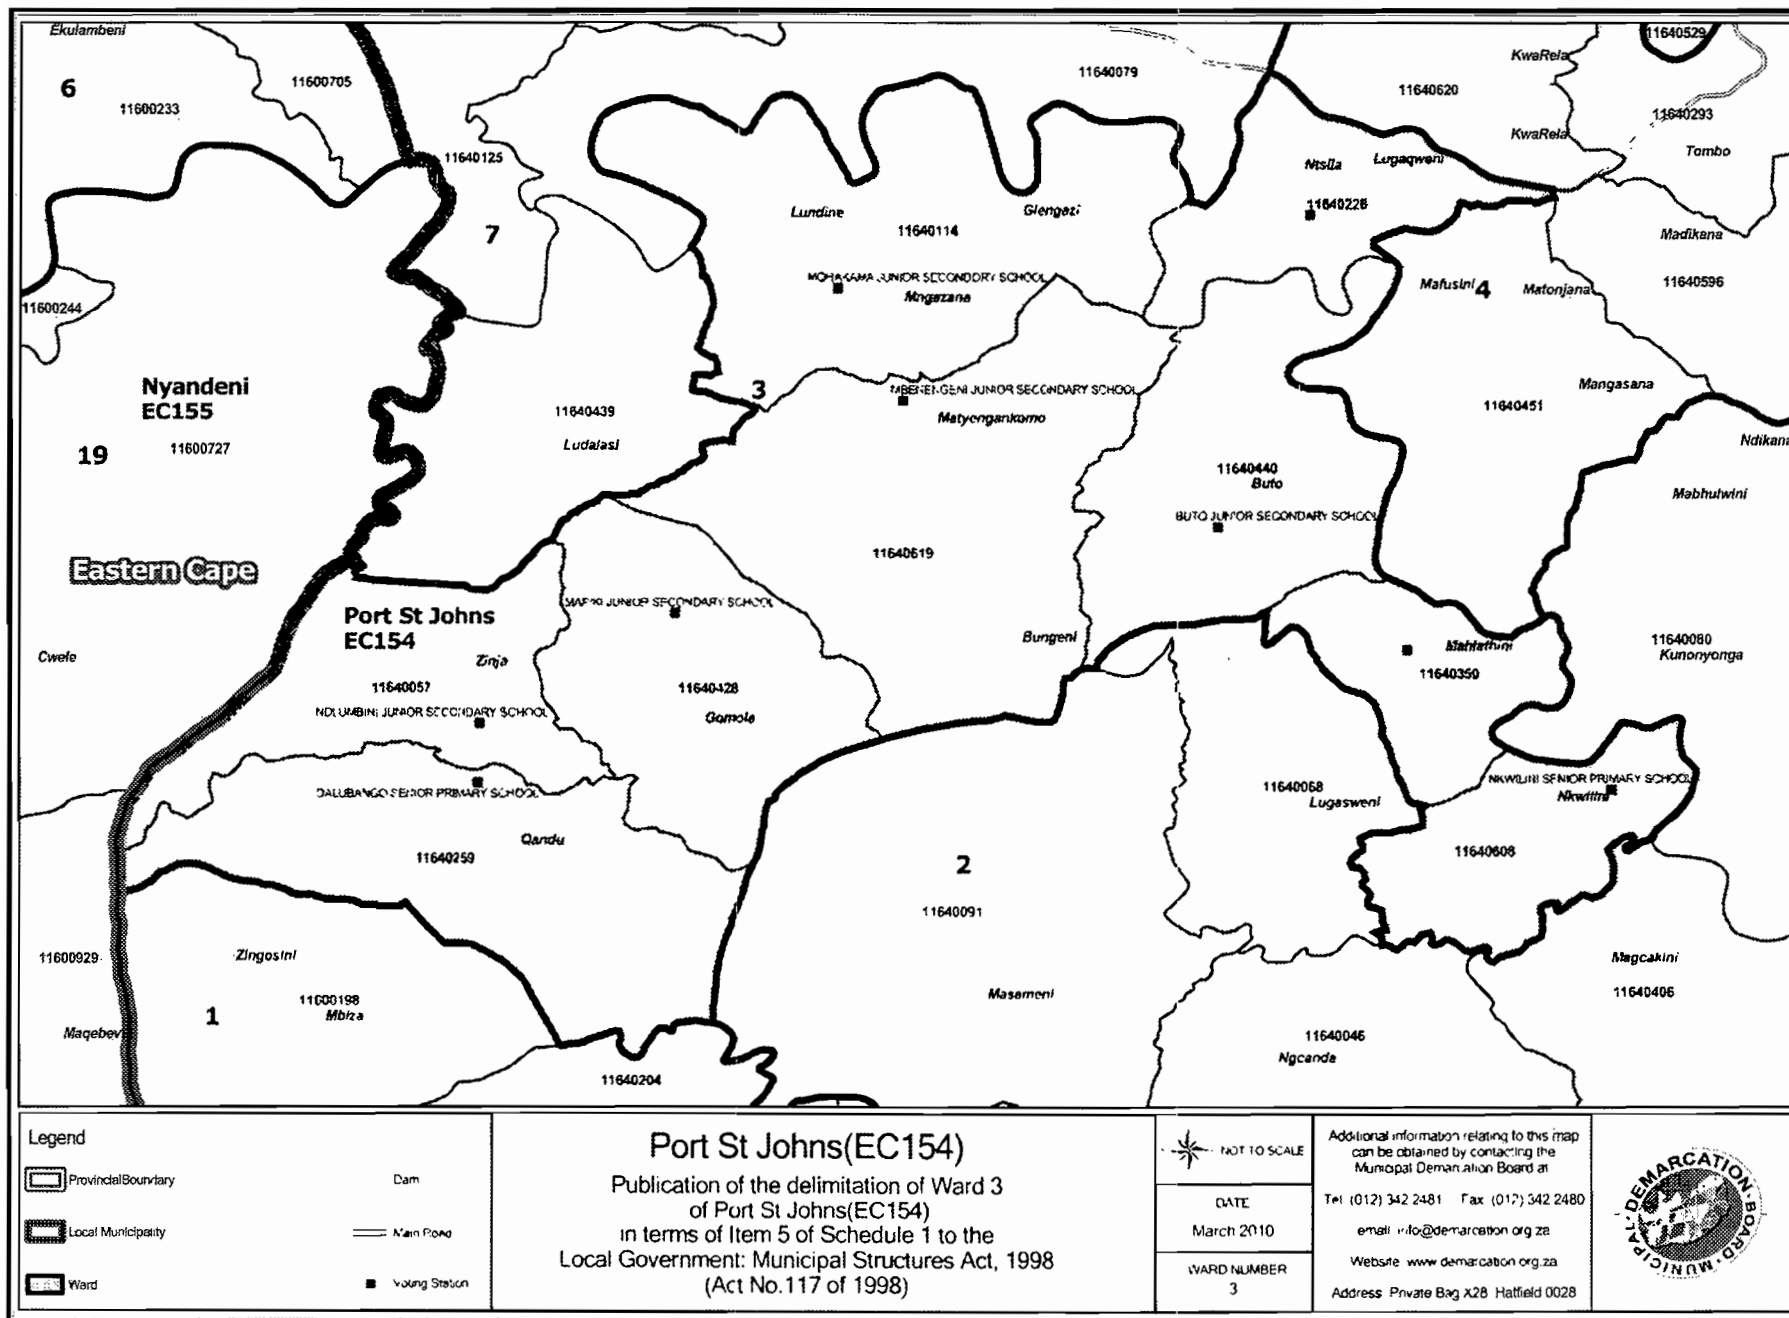 Ekulambeni
6
11600233
11600705
11640125
7
11640079
11640620
KwaRela
11640529
11640293
KwaRela
Tombo
Ntsila
Lugaqweni
11640226
Lundine
Glengazi
11640114
Madikana
11640596
11600244
Mafusini
4
Matonjana
Mngazana
Nyandeni
EC155
19
11600727
11640439
Ludalasi
3
MBENENGENI JUNIOR SECONDARY SCHOOL
Matyengankomo
Mangasana
11640451
Ndikana
11640440
Buto
BUTO JUNIOR SECONDARY SCHOOL
Mabhulwini
Eastern Cape
11640619
JUNIOR SECONDARY SCHOOL
Port St Johns
EC154
Cwele
Zinja
11640057
NDLUMBINI JUNIOR SECONDARY SCHOOL
11640428
Gomola
Bungeni
Mahlathini
11640350
11640080
Kunonyonga
DALUBANGO SENIOR PRIMARY SCHOOL
Qandu
11640259
11640068
Lugasweni
NKWILINI SENIOR PRIMARY SCHOOL
Nkwilini
11640608
2
11640091
11600929
Zingosini
11600198
Mbiza
1
Masameni
Magcakini
11640406
11640046
Ngcanda
11640204
Legend
Provincial Boundary
Dam
Local Municipality
Main Road
Ward
Voting Station
Port St Johns(EC154)
Publication of the delimitation of Ward 3
of Port St Johns(EC154)
in terms of Item 5 of Schedule 1 to the
Local Government: Municipal Structures Act, 1998
(Act No.117 of 1998)
NOT TO SCALE
DATE
March 2010
WARD NUMBER
3
Additional information relating to this map
can be obtained by contacting the
Municipal Demarcation Board at
Tel (012) 342 2481 Fax (012) 342 2480
email info@demarcation.org.za
Website www.demarcation.org.za
Address Private Bag X28 Hatfield 0028
MUNICIPAL DEMARCATION BOARD